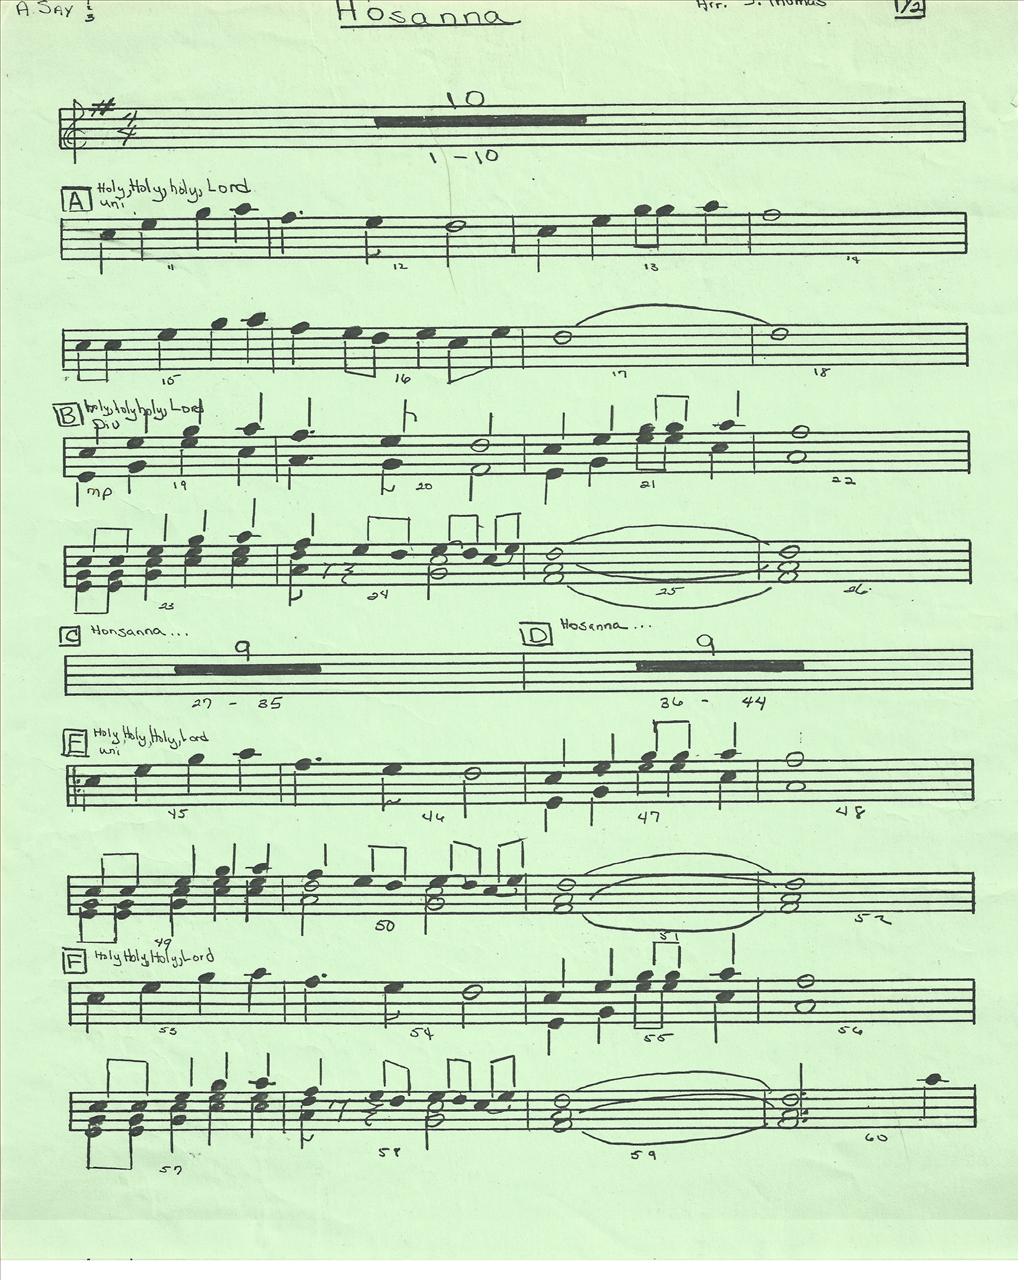 A. SAY 1/3
Hosanna
Arr. J. Thomas
1/2
4/4
10
1 - 10
A Holy, Holy, holy, Lord
uni.
11 12 13 14
15 16 17 18
B Holy, holy holy, Lord
Div
mp 19 20 21 22
23 24 25 26
C Honsanna...
D Hosanna...
9 9
27 - 35 36 - 44
E Holy, Holy, Holy, Lord
uni
45 46 47 48
49 50 51 52
F Holy Holy, Holy, Lord
53 54 55 56
57 58 59 60